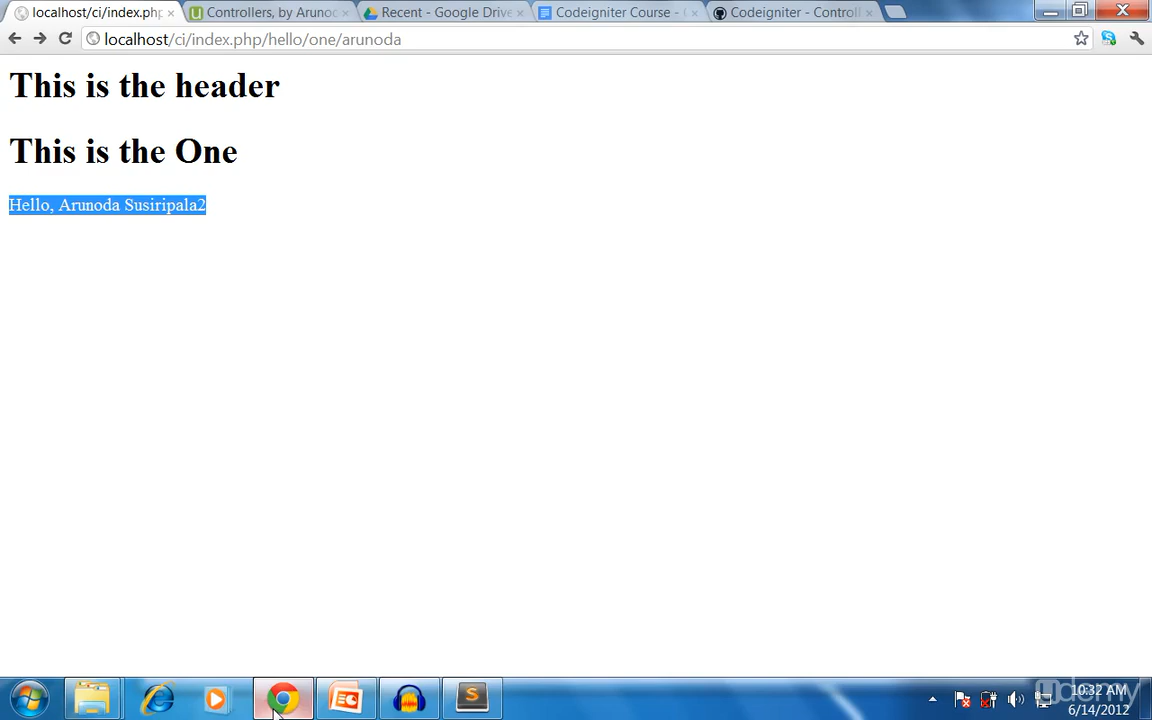 localhost/ci/index.php
Controllers, by Arunoc
Recent - Google Drive
Codeigniter Course -
Codeigniter - Controll
localhost/ci/index.php/hello/one/arunoda
This is the header
This is the One
Hello, Arunoda Susiripala2
10:32 AM
6/14/2012
udemy